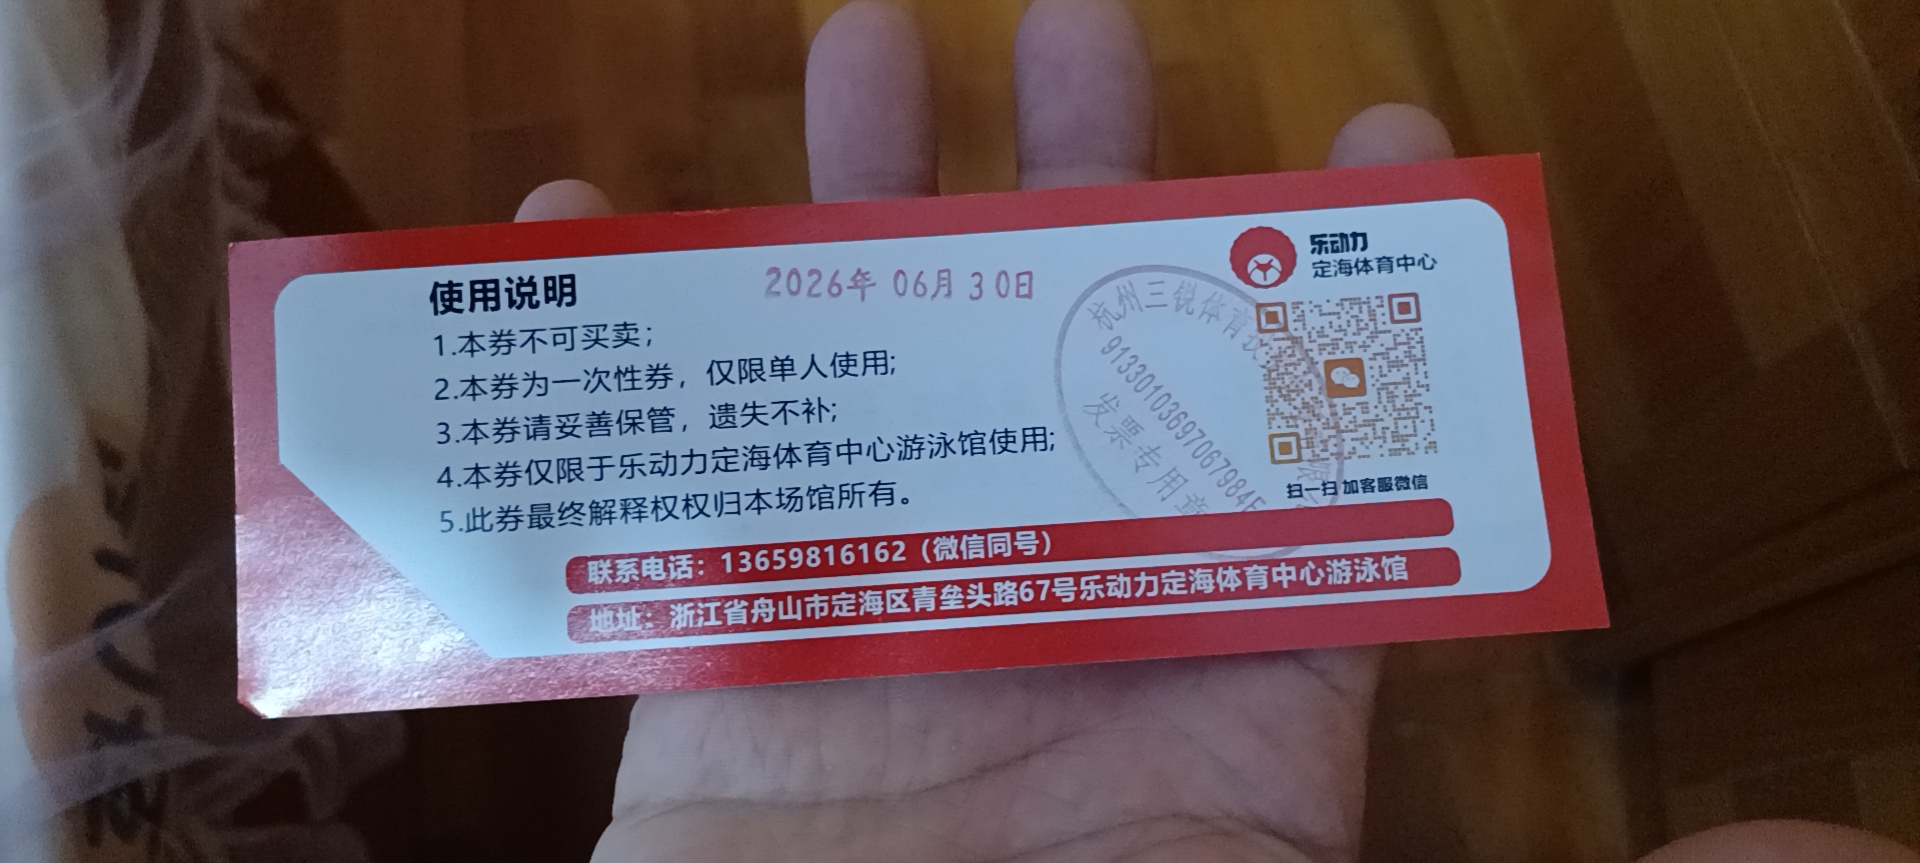 使用说明
2026年 06月 30日
1.本券不可买卖;
2.本券为一次性券，仅限单人使用;
3.本券请妥善保管，遗失不补;
4.本券仅限于乐动力定海体育中心游泳馆使用;
5.此券最终解释权权归本场馆所有。
联系电话：13659816162（微信同号）
地址：浙江省舟山市定海区青垒头路67号乐动力定海体育中心游泳馆
乐动力
定海体育中心
扫一扫 加客服微信
杭州三锐体育
91330103697067984F
发票专用章